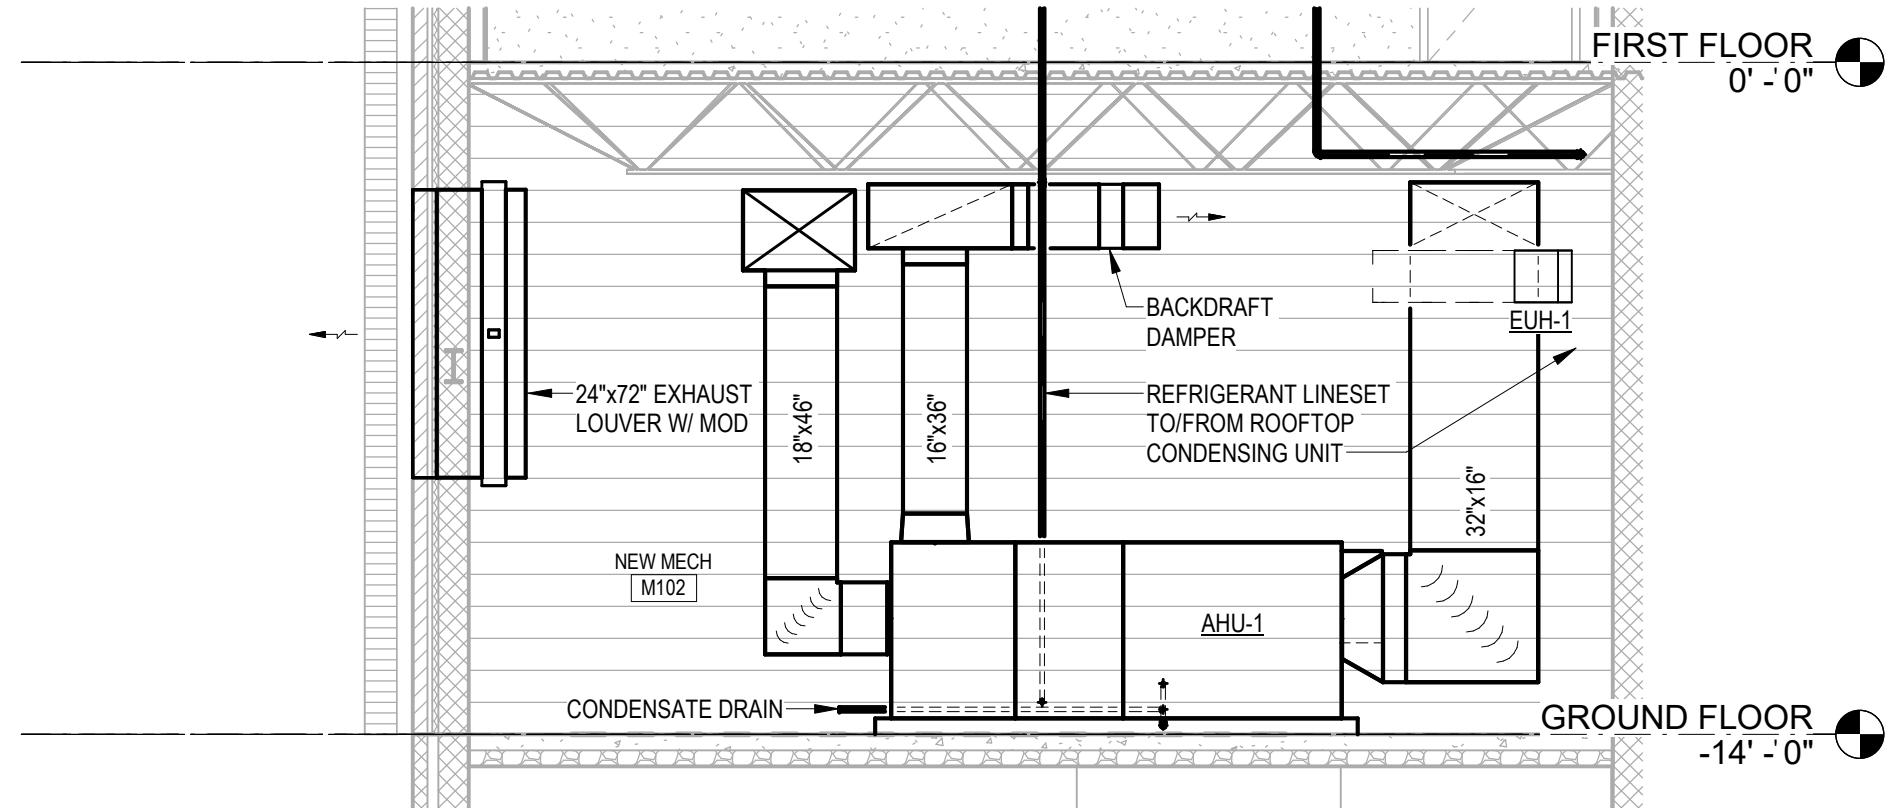 FIRST FLOOR
0' - 0"
BACKDRAFT
DAMPER
EUH-1
24"x72" EXHAUST
LOUVER W/ MOD
18"x46"
16"x36"
REFRIGERANT LINESET
TO/FROM ROOFTOP
CONDENSING UNIT
32"x16"
NEW MECH
M102
AHU-1
CONDENSATE DRAIN
GROUND FLOOR
-14' - 0"